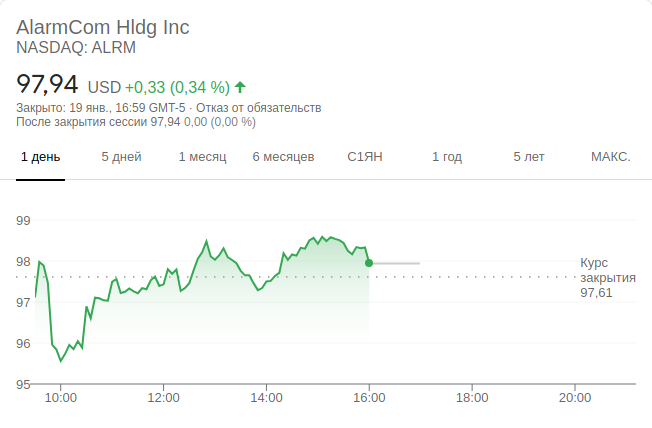 AlarmCom Hldg Inc
NASDAQ: ALRM
97,94 USD +0,33 (0,34 %)
Закрыто: 19 янв., 16:59 GMT-5 · Отказ от обязательств
После закрытия сессии 97,94 0,00 (0,00 %)
1 день 5 дней 1 месяц 6 месяцев С1ЯН 1 год 5 лет МАКС.
99
98
97
96
95
Курс
закрытия
97,61
10:00 12:00 14:00 16:00 18:00 20:00